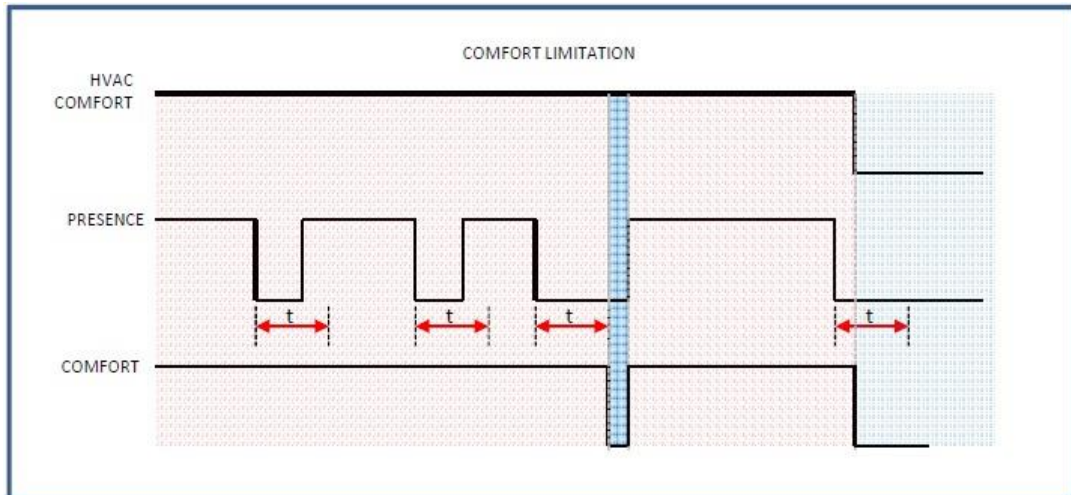 COMFORT LIMITATION
HVAC
COMFORT
PRESENCE
t
t
t
t
COMFORT